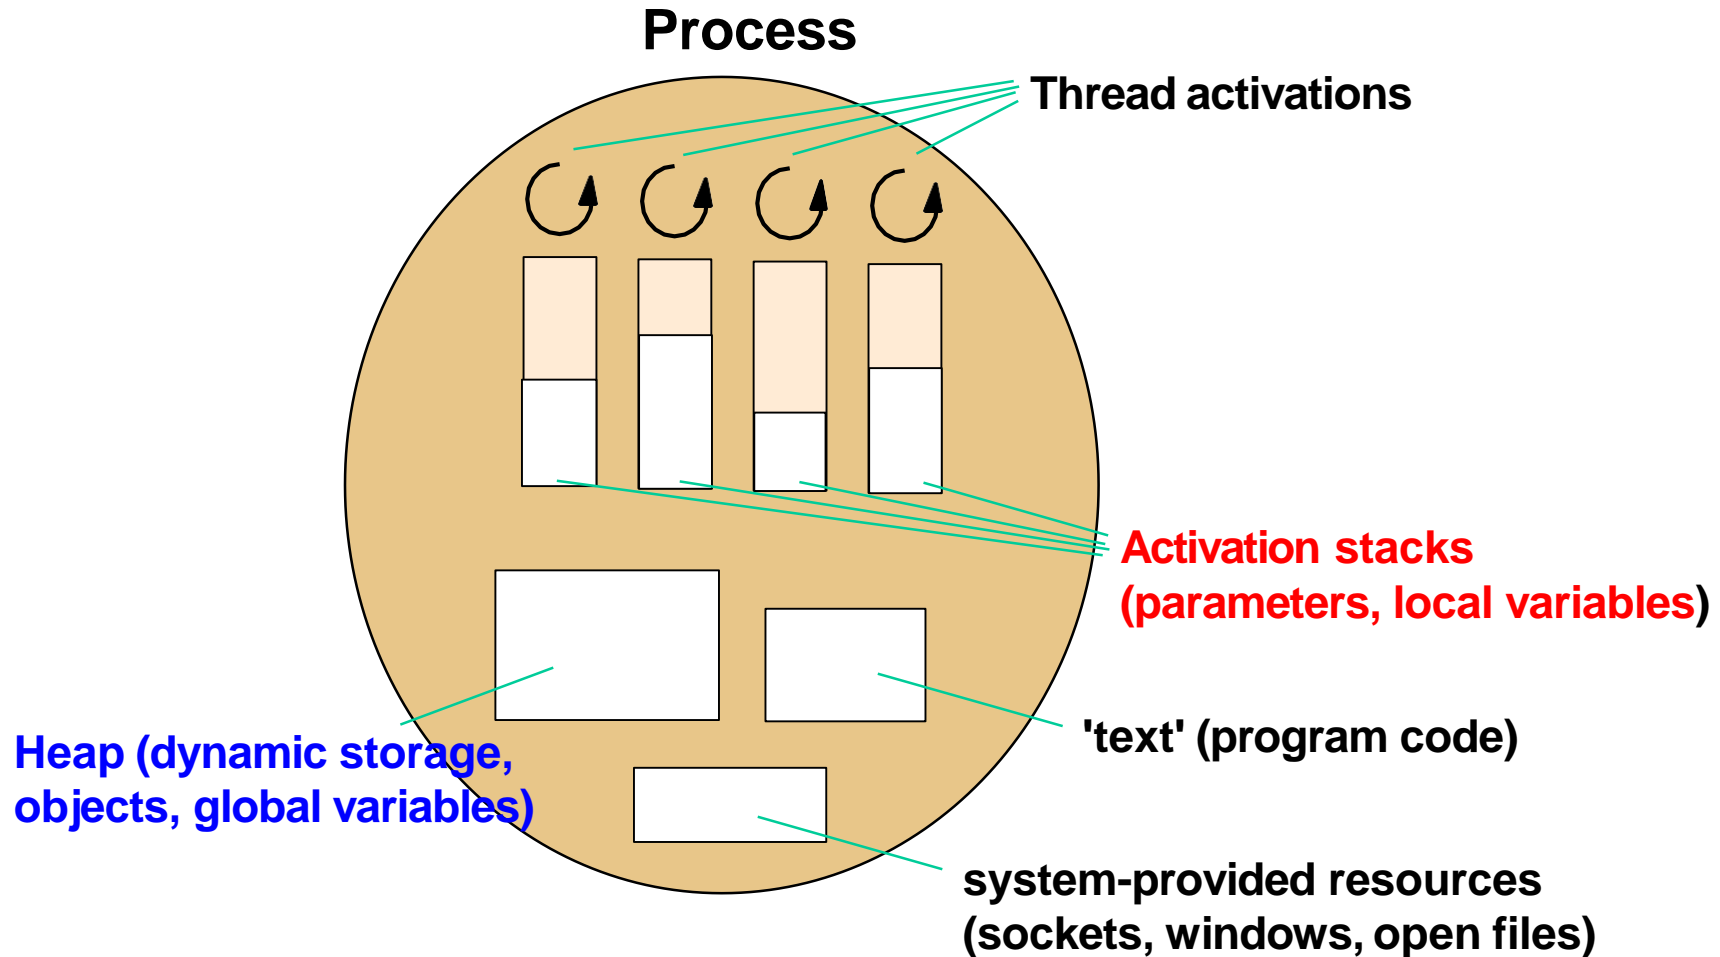 Process
Thread activations
Activation stacks
(parameters, local variables)
Heap (dynamic storage,
objects, global variables)
'text' (program code)
system-provided resources
(sockets, windows, open files)